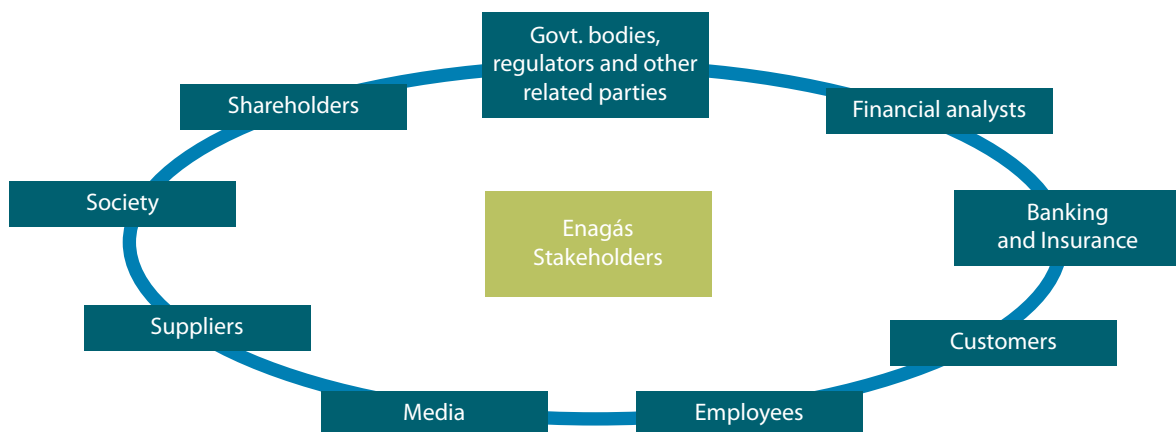 Govt. bodies,
regulators and other
related parties
Shareholders
Financial analysts
Society
Enagás
Stakeholders
Banking
and Insurance
Suppliers
Customers
Media
Employees